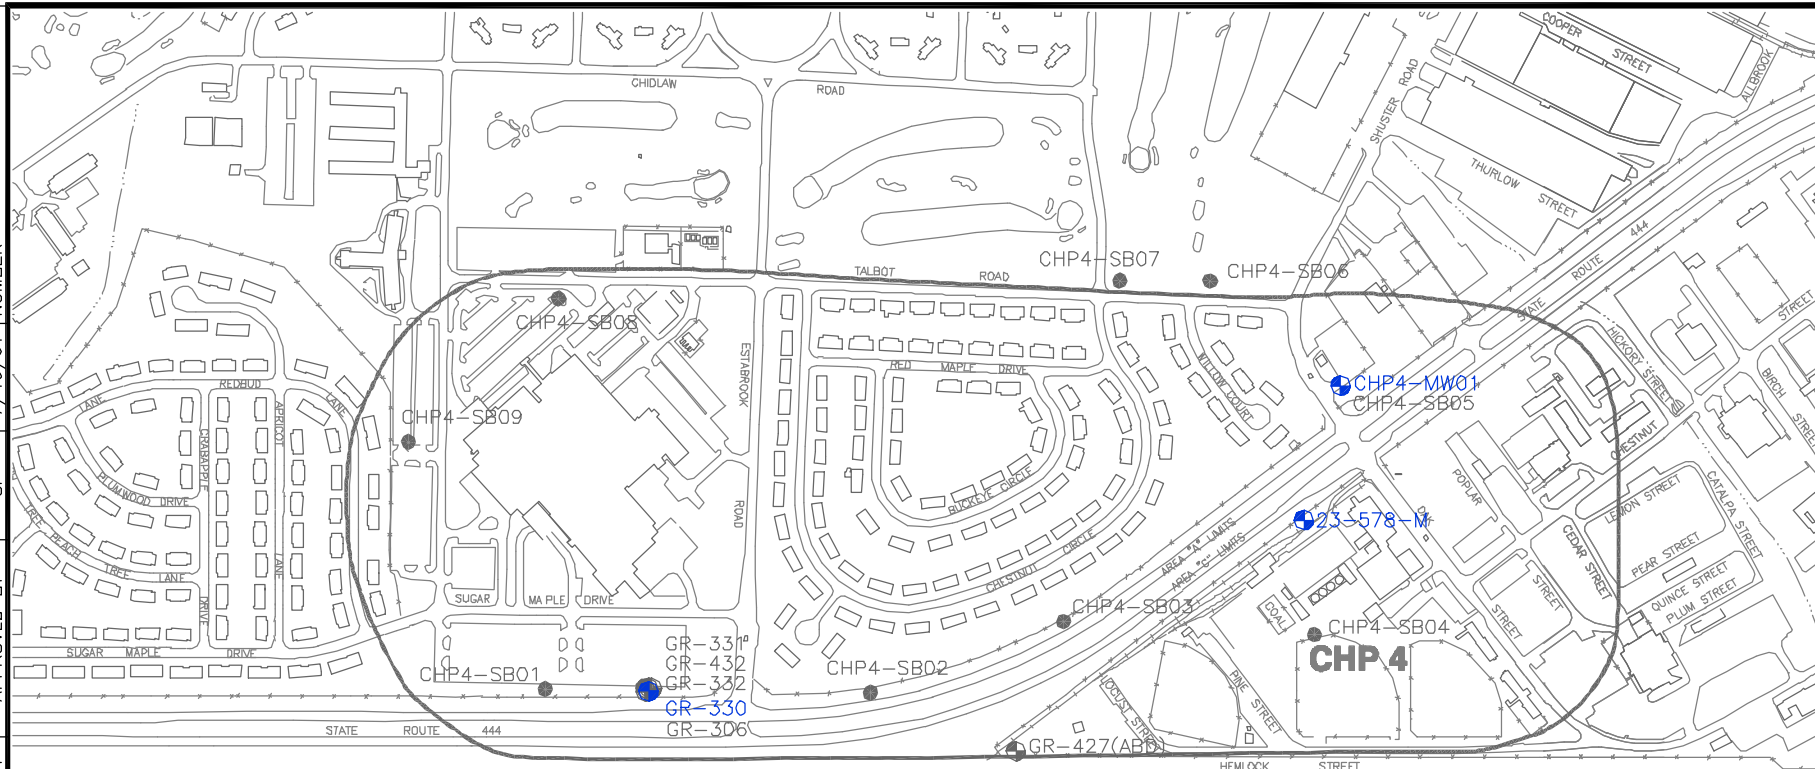 COOPER
STREET
ALLBROOK
CHIDLAW
ROAD
SHUSTER ROAD
THURLOW
STREET
444
ROUTE
STATE
TALBOT
ROAD
CHP4-SB07
CHP4-SB06
CHP4-SB08
HICKORY STREET
STREET
BIRCH
STREET
ESTABROOK
ROAD
RED MAPLE DRIVE
WILLOW COURT
CHP4-MW01
CHP4-SB05
REDBUD
LANE
LANE
APRICOT
LANE
CRABAPPLE
DRIVE
CHP4-SB09
CHESTNUT
PLUMWOOD DRIVE
BUCKEYE CIRCLE
POPLAR
STREET
LEMON STREET
CATALPA STREET
TREE
PEACH
TREE LANE
23-578-M
OAK
STREET
CEDAR STREET
AREA "A" LIMITS
AREA "C" LIMITS
CHESTNUT
CIRCLE
PEAR STREET
QUINCE STREET
PLUM STREET
SUGAR MAPLE DRIVE
COAL
CHP4-SB03
CHP4-SB04
CHP 4
SUGAR MAPLE DRIVE
GR-331
GR-432
GR-332
GR-330
GR-306
CHP4-SB01
CHP4-SB02
LOCUST STREET
PINE STREET
STATE ROUTE 444
GR-427(ABD)
HEMLOCK STREET